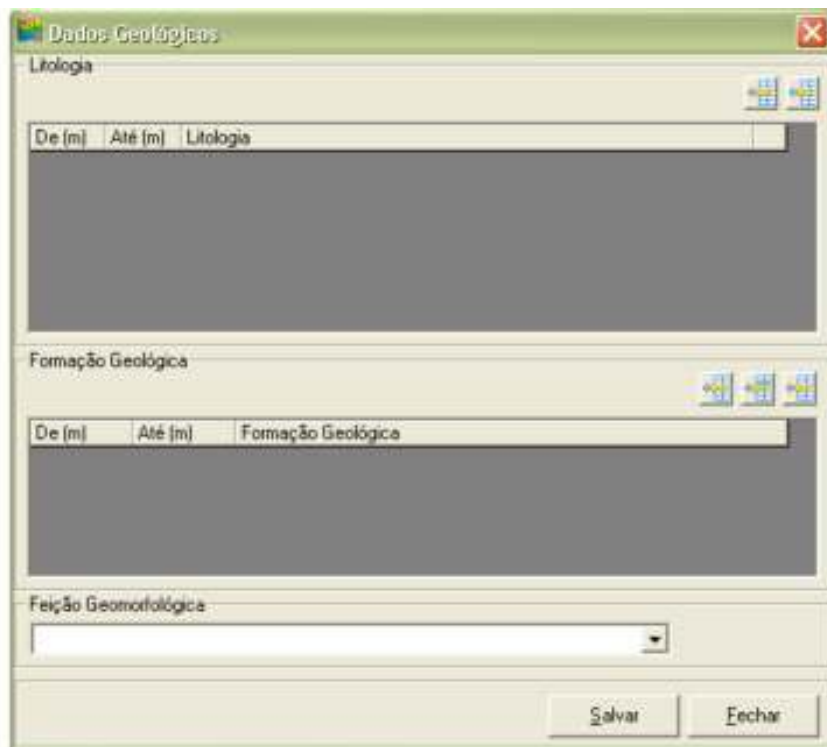 Dados Geológicos
Litologia
De (m) Até (m) Litologia
Formação Geológica
De (m) Até (m) Formação Geológica
Feição Geomorfológica
Salvar Fechar